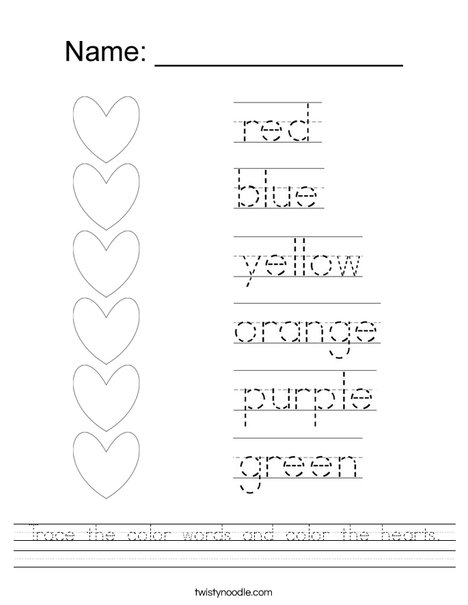 Name:
red
blue
yellow
orange
purple
green
Trace the color words and color the hearts.
twistynoodle.com